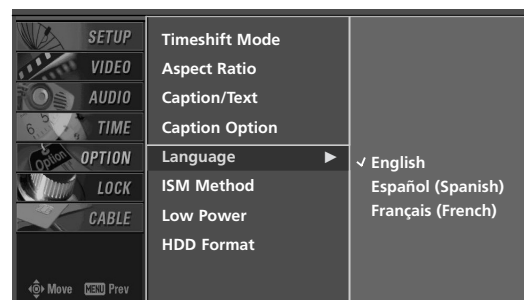 SETUP
VIDEO
AUDIO
TIME
OPTION
LOCK
CABLE
Move MENU Prev
Timeshift Mode
Aspect Ratio
Caption/Text
Caption Option
Language
ISM Method
Low Power
HDD Format
English
Español (Spanish)
Français (French)